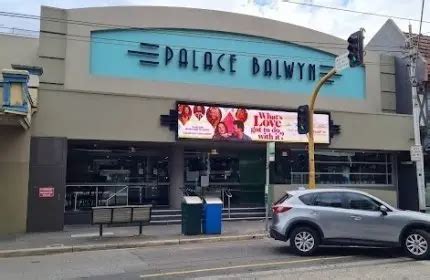 PALACE BALWYN
What's
Love
got to do
with it?